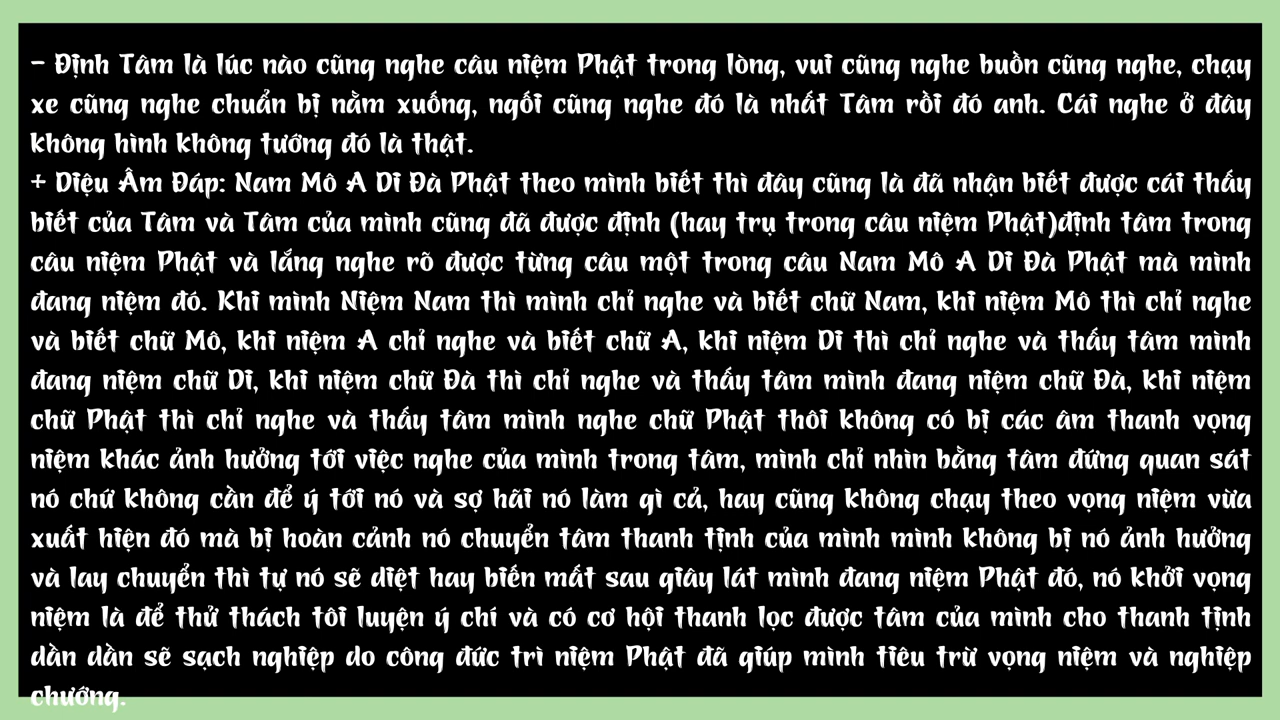 – Định Tâm là lúc nào cũng nghe câu niệm Phật trong lòng, vui cũng nghe buồn cũng nghe, chạy
xe cũng nghe chuẩn bị nằm xuống, ngối cũng nghe đó là nhất Tâm rồi đó anh. Cái nghe ở đây
không hình không tướng đó là thật.
+ Diệu Âm Đáp: Nam Mô A Di Đà Phật theo mình biết thì đây cũng là đã nhận biết được cái thấy
biết của Tâm và Tâm của mình cũng đã được định (hay trụ trong câu niệm Phật)định tâm trong
câu niệm Phật và lắng nghe rõ được từng câu một trong câu Nam Mô A Di Đà Phật mà mình
đang niệm đó. Khi mình Niệm Nam thì mình chỉ nghe và biết chữ Nam, khi niệm Mô thì chỉ nghe
và biết chữ Mô, khi niệm A chỉ nghe và biết chữ A, khi niệm Di thì chỉ nghe và thấy tâm mình
đang niệm chữ Di, khi niệm chữ Đà thì chỉ nghe và thấy tâm mình đang niệm chữ Đà, khi niệm
chữ Phật thì chỉ nghe và thấy tâm mình nghe chữ Phật thôi không có bị các âm thanh vọng
niệm khác ảnh hưởng tới việc nghe của mình trong tâm, mình chỉ nhìn bằng tâm đứng quan sát
nó chứ không cần để ý tới nó và sợ hãi nó làm gì cả, hay cũng không chạy theo vọng niệm vừa
xuất hiện đó mà bị hoàn cảnh nó chuyển tâm thanh tịnh của mình mình không bị nó ảnh hưởng
và lay chuyển thì tự nó sẽ diệt hay biến mất sau giây lát mình đang niệm Phật đó, nó khởi vọng
niệm là để thử thách tôi luyện ý chí và có cơ hội thanh lọc được tâm của mình cho thanh tịnh
dần dần sẽ sạch nghiệp do công đức trì niệm Phật đã giúp mình tiêu trừ vọng niệm và nghiệp
chướng.